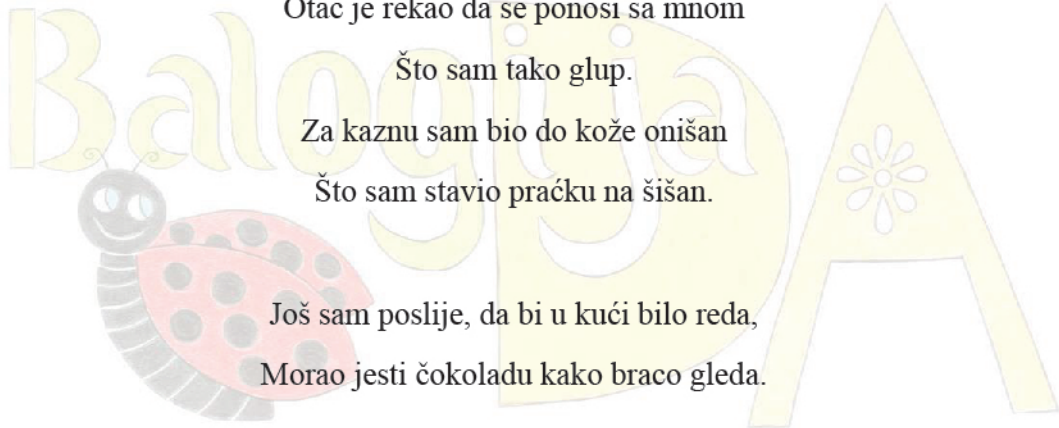 Otac je rekao da se ponosi sa mnom
Što sam tako glup.
Za kaznu sam bio do kože onišan
Što sam stavio praćku na šišan.
Još sam poslije, da bi u kući bilo reda,
Morao jesti čokoladu kako braco gleda.
Balogijada